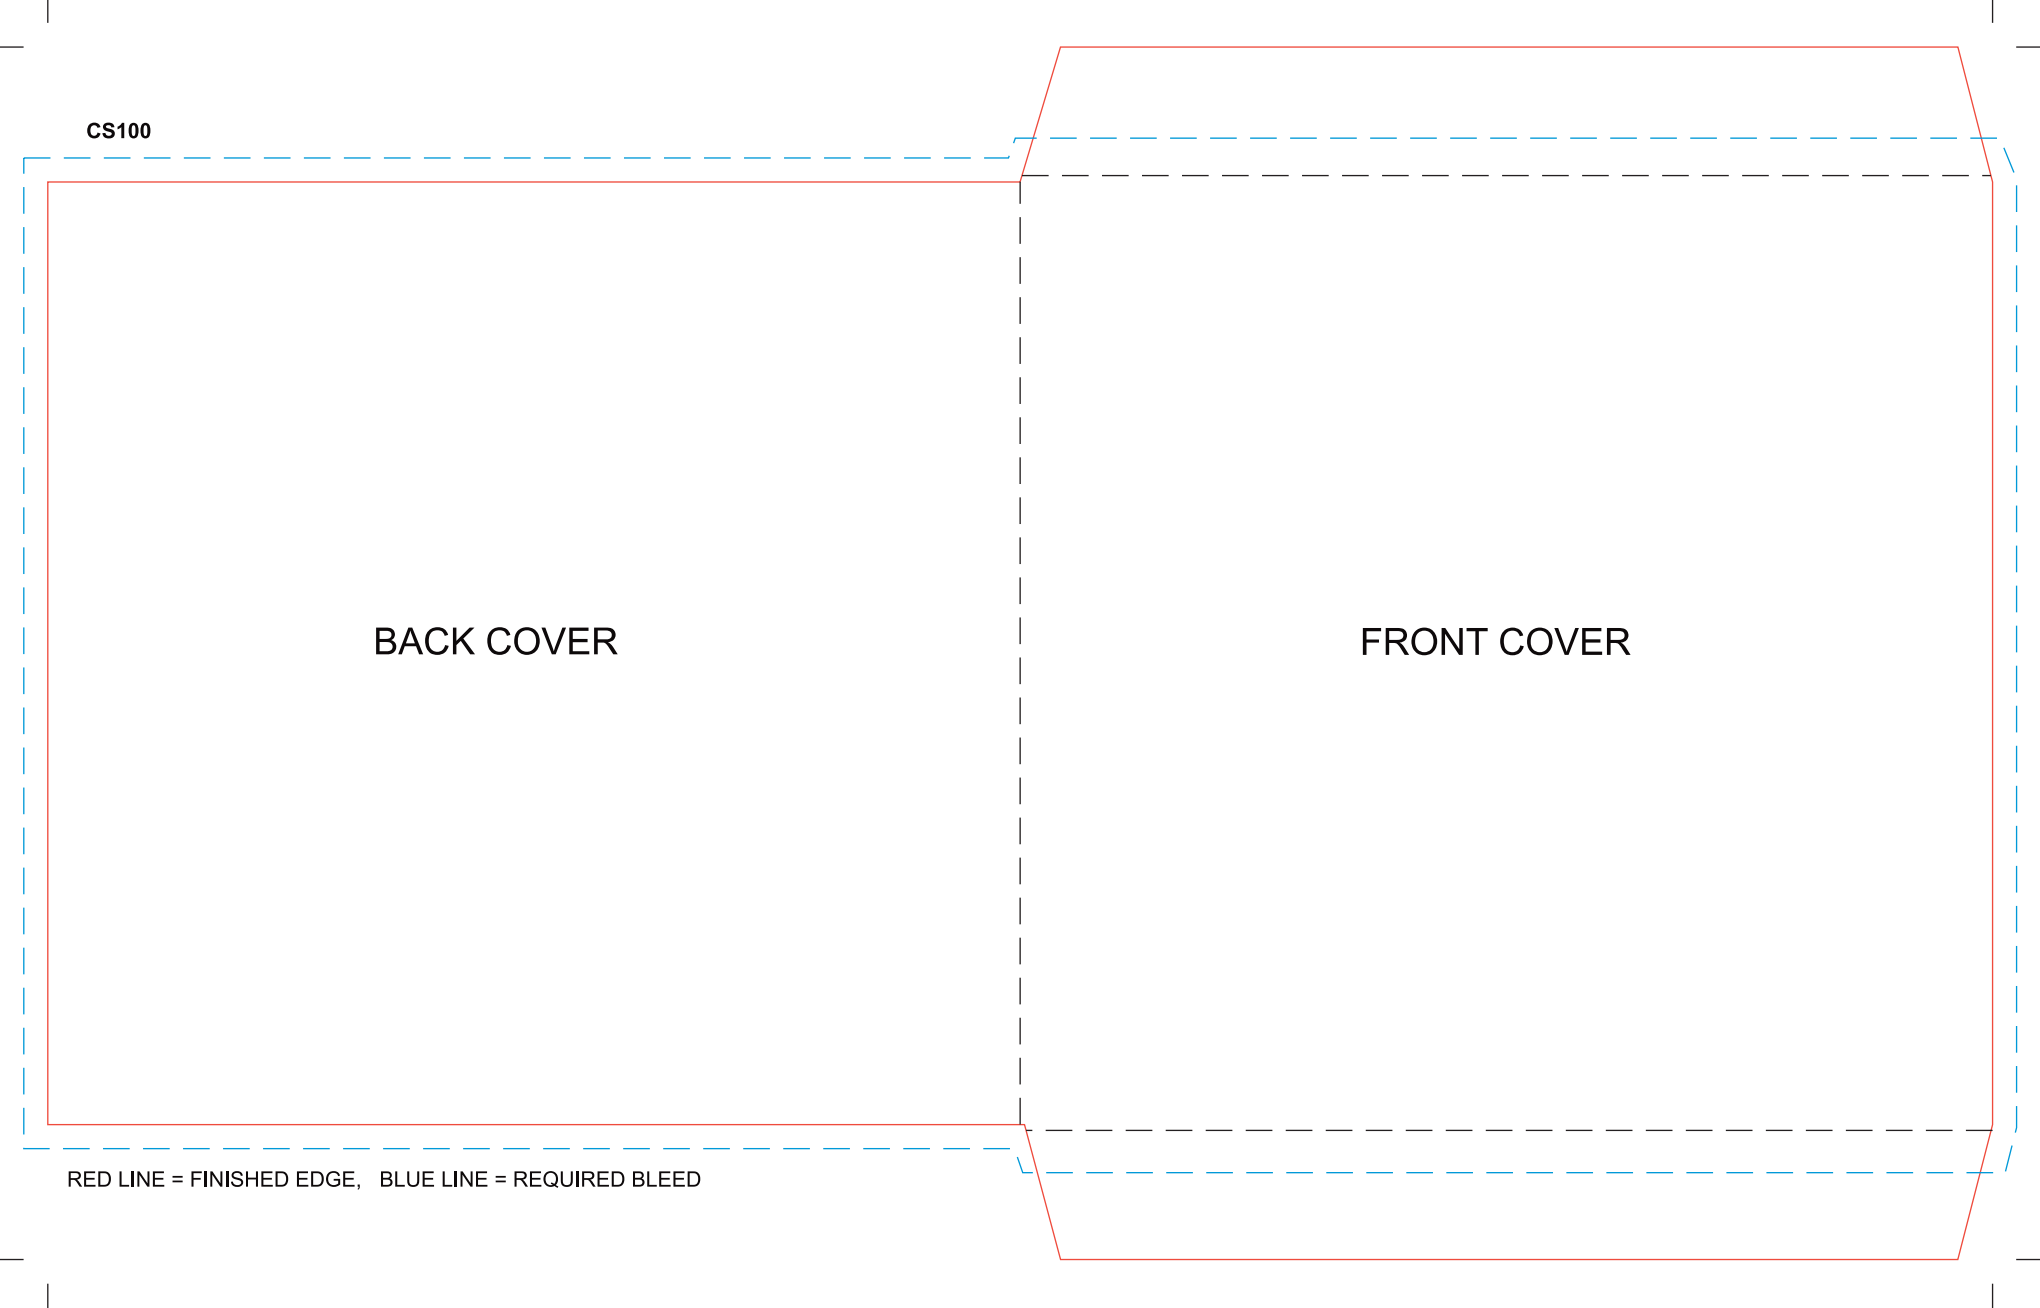 CS100
BACK COVER
FRONT COVER
RED LINE = FINISHED EDGE, BLUE LINE = REQUIRED BLEED